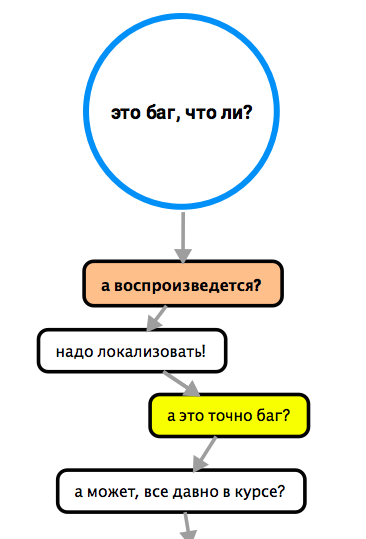 это баг, что ли?
а воспроизведется?
надо локализовать!
а это точно баг?
а может, все давно в курсе?